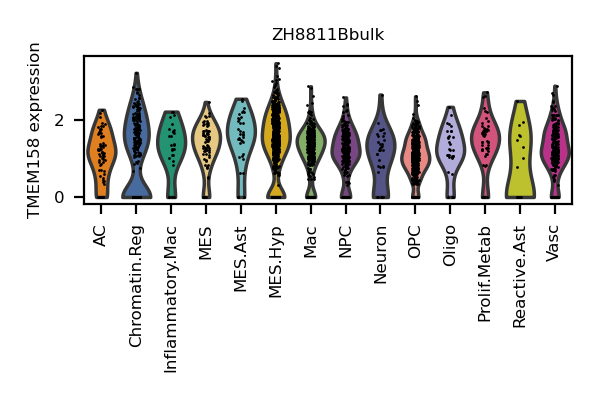 ZH8811Bbulk
TMEM158 expression
2
0
AC
Chromatin.Reg
Inflammatory.Mac
MES
MES.Ast
MES.Hyp
Mac
NPC
Neuron
OPC
Oligo
Prolif.Metab
Reactive.Ast
Vasc